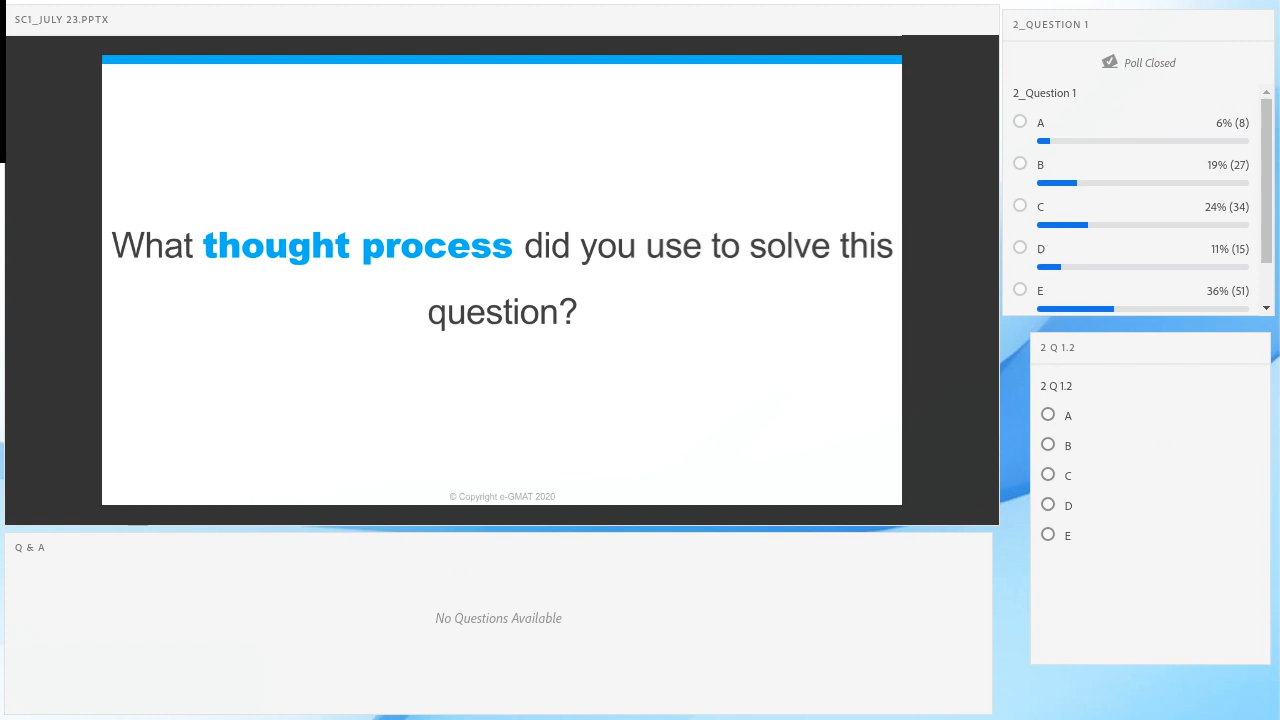 SC1_JULY 23.PPTX
What thought process did you use to solve this
question?
© Copyright e-GMAT 2020
Q & A
No Questions Available
2_QUESTION 1
Poll Closed
2_Question 1
A 6% (8)
B 19% (27)
C 24% (34)
D 11% (15)
E 36% (51)
2 Q 1.2
2 Q 1.2
A
B
C
D
E